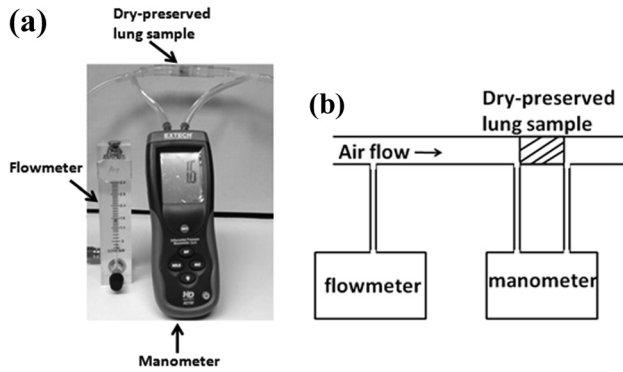 (a)
Dry-preserved
lung sample
EXTECH
Flowmeter
Manometer
(b)
Dry-preserved
lung sample
Air flow →
flowmeter
manometer